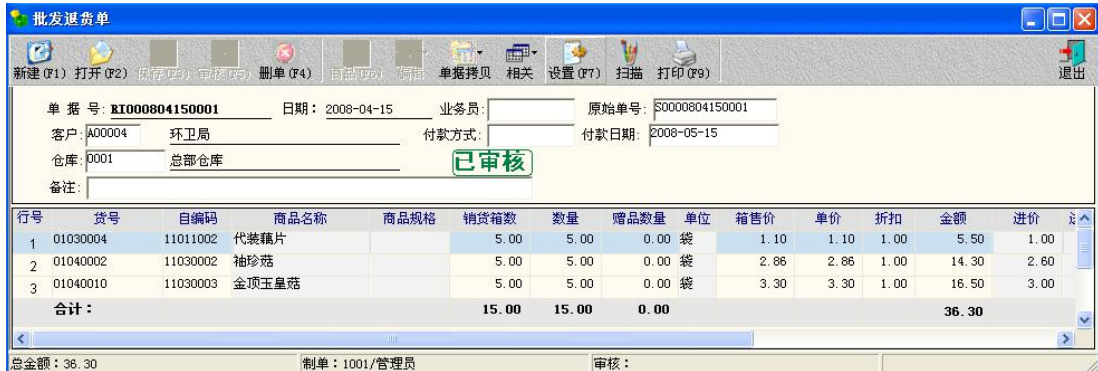 批发退货单
新建(F1) 打开(F2) 保存(F3) 审核(F5) 删单(F4) 商品(F6) 编辑 单据拷贝 相关 设置(F7) 扫描 打印(F9) 退出
单 据 号: RI000804150001 日期: 2008-04-15 业务员: 原始单号: S0000804150001
客户: A00004 环卫局 付款方式: 付款日期: 2008-05-15
仓库: 0001 总部仓库 已审核
备注:
行号 货号 自编码 商品名称 商品规格 销货箱数 数量 赠品数量 单位 箱售价 单价 折扣 金额 进价
1 01030004 11011002 代装藕片 5.00 5.00 0.00 袋 1.10 1.10 1.00 5.50 1.00
2 01040002 11030002 袖珍菇 5.00 5.00 0.00 袋 2.86 2.86 1.00 14.30 2.60
3 01040010 11030003 金顶玉皇菇 5.00 5.00 0.00 袋 3.30 3.30 1.00 16.50 3.00
合计: 15.00 15.00 0.00 36.30
总金额:36.30 制单:1001/管理员 审核: